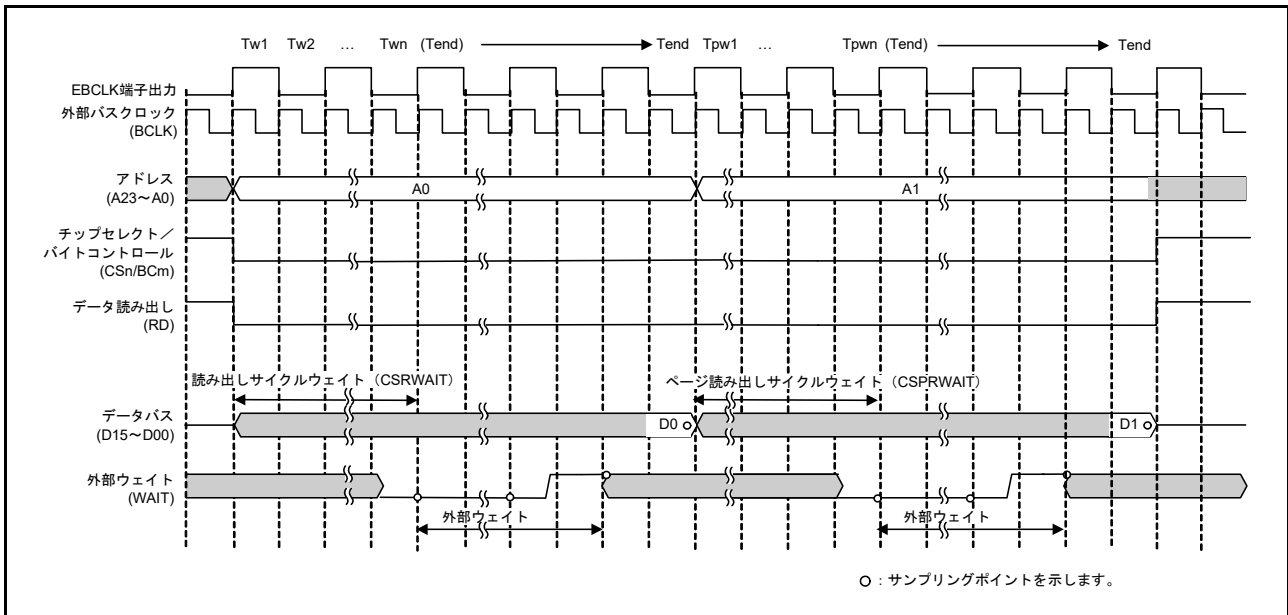 Tw1 Tw2 … Twn (Tend) Tend Tpw1 … Tpwn (Tend) Tend
EBCLK端子出力
外部バスクロック
(BCLK)
アドレス
(A23～A0)
A0
A1
チップセレクト／
バイトコントロール
(CSn/BCm)
データ読み出し
(RD)
読み出しサイクルウェイト（CSRWAIT）
ページ読み出しサイクルウェイト（CSPRWAIT）
データバス
(D15～D00)
D0
D1
外部ウェイト
(WAIT)
外部ウェイト
外部ウェイト
：サンプリングポイントを示します。